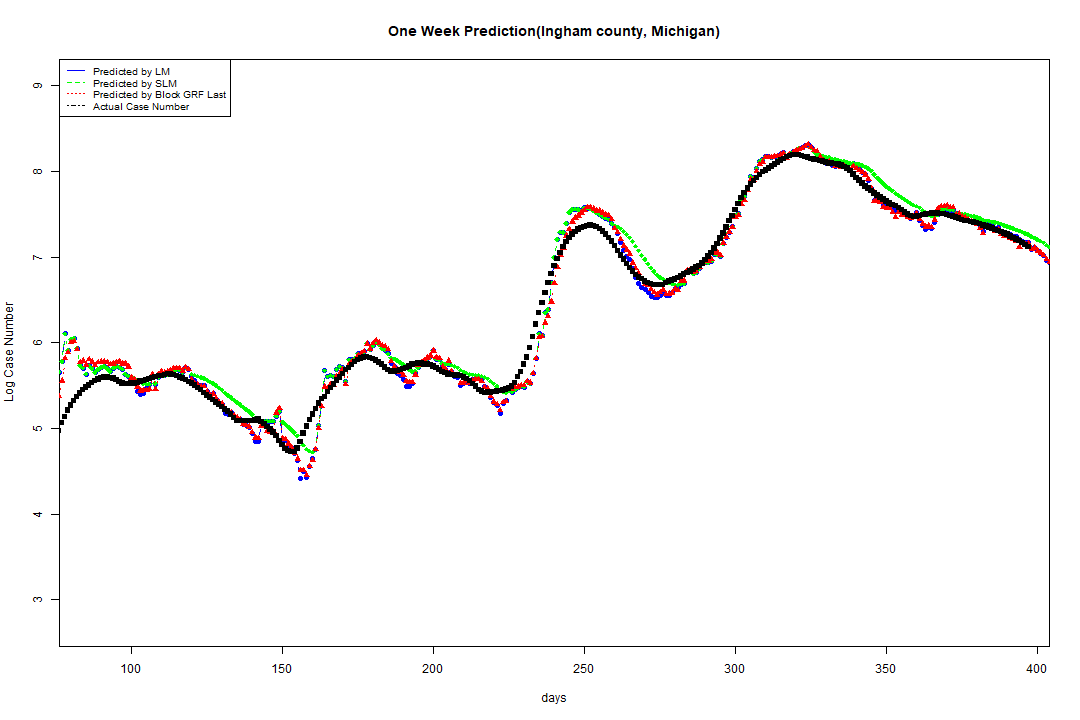 One Week Prediction(Ingham county, Michigan)
Predicted by LM
Predicted by SLM
Predicted by Block GRF Last
Actual Case Number
9
8
7
6
5
4
3
Log Case Number
100 150 200 250 300 350 400
days